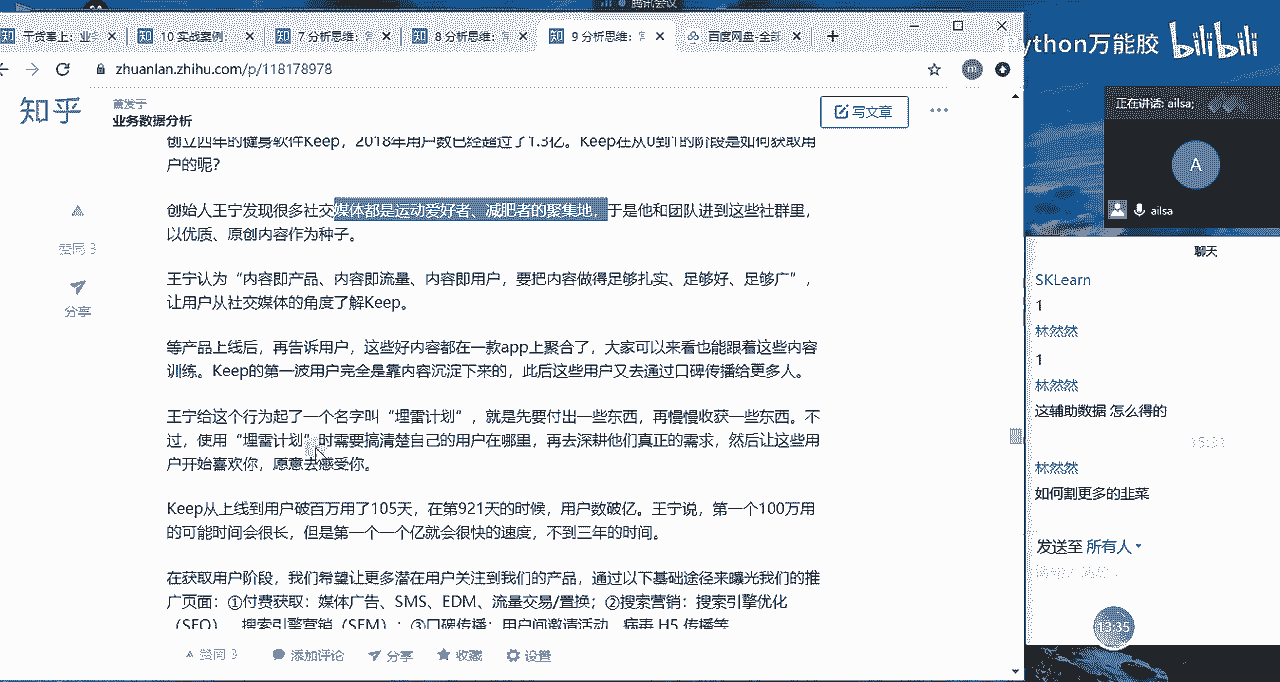 腾讯会议
干货奉上：业务
10 实战案例：
7 分析思维：
8 分析思维：
9 分析思维：
百度网盘-全部
zhuanlan.zhihu.com/p/118178978
m
ython万能胶 bilibili
知乎
首发于
业务数据分析
写文章
创立四年的健身软件Keep，2018年用户数已经超过了1.3亿。Keep在从0到1的阶段是如何获取用
户的呢？
创始人王宁发现很多社交媒体都是运动爱好者、减肥者的聚集地，于是他和团队进到这些社群里，
以优质、原创内容作为种子。
王宁认为“内容即产品、内容即流量、内容即用户，要把内容做得足够扎实、足够好、足够广”，
让用户从社交媒体的角度了解Keep。
等产品上线后，再告诉用户，这些好内容都在一款app上聚合了，大家可以来看也能跟着这些内容
训练。Keep的第一波用户完全是靠内容沉淀下来的，此后这些用户又去通过口碑传播给更多人。
王宁给这个行为起了一个名字叫“埋雷计划”，就是先要付出一些东西，再慢慢收获一些东西。不
过，使用“埋雷计划”时需要搞清楚自己的用户在哪里，再去深耕他们真正的需求，然后让这些用
户开始喜欢你，愿意去感受你。
Keep从上线到用户破百万用了105天，在第921天的时候，用户数破亿。王宁说，第一个100万用
的可能时间会很长，但是第一个一个亿就会很快的速度，不到三年的时间。
在获取用户阶段，我们希望让更多潜在用户关注到我们的产品，通过以下基础途径来曝光我们的推
广页面：①付费获取：媒体广告、SMS、EDM、流量交易/置换；②搜索营销：搜索引擎优化
（SEO）、搜索引擎营销（SEM）；③口碑传播：用户间邀请活动、病毒 H5 传播等
赞同 3
分享
赞同 3
添加评论
分享
收藏
设置
正在讲话: ailsa;
A
ailsa
聊天
SKLearn
1
林然然
1
林然然
这辅助数据 怎么得的
林然然
如何割更多的韭菜
发送至 所有人
13:35